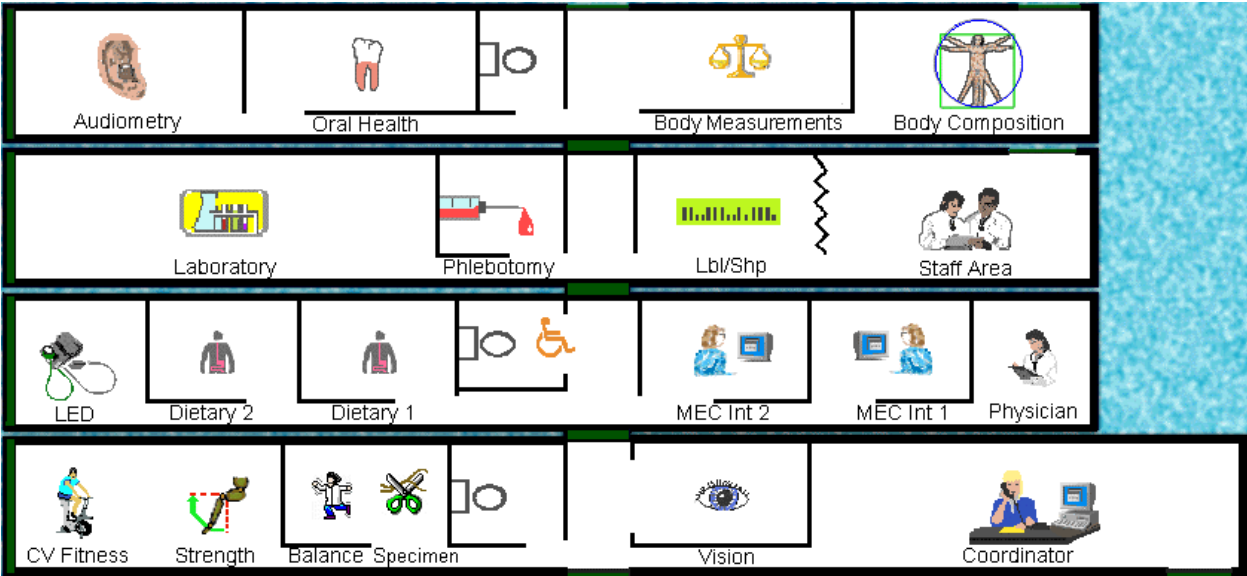 Audiometry
Oral Health
Body Measurements
Body Composition
Laboratory
Phlebotomy
Lbl/Shp
Staff Area
LED
Dietary 2
Dietary 1
MEC Int 2
MEC Int 1
Physician
CV Fitness
Strength
Balance
Specimen
Vision
Coordinator